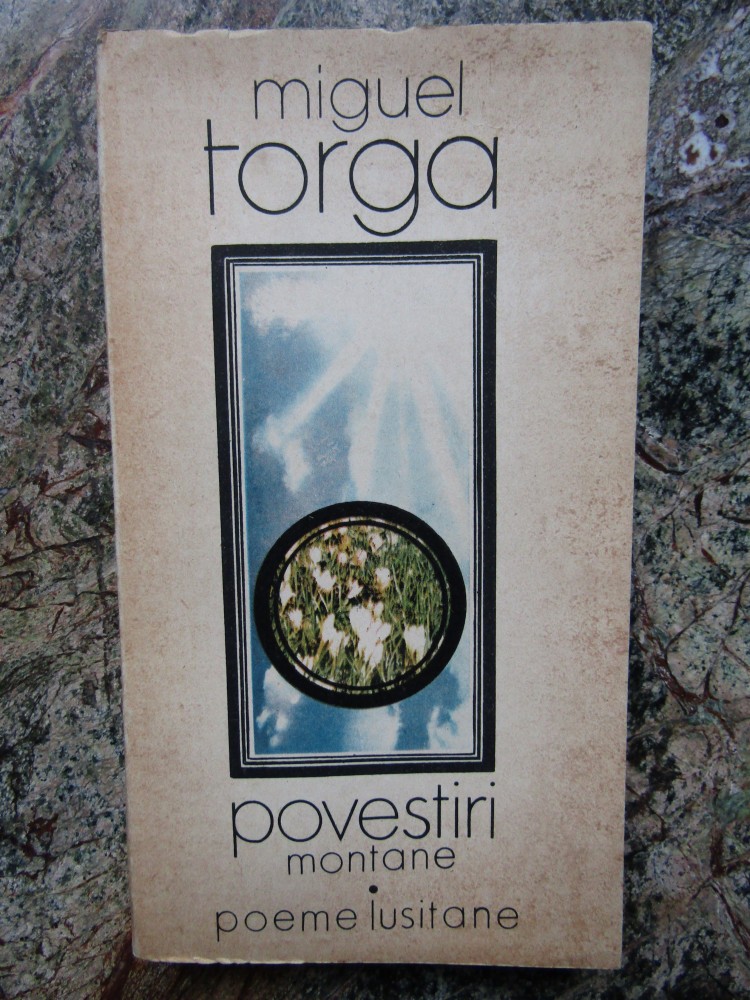 miguel
torga
povestiri
montane
•
poeme lusitane